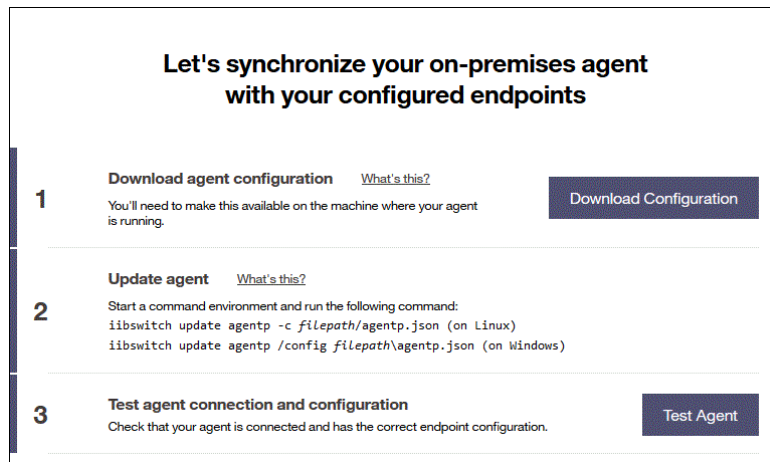 Let's synchronize your on-premises agent
with your configured endpoints
1
Download agent configuration What's this?
You'll need to make this available on the machine where your agent
is running.
Download Configuration
2
Update agent What's this?
Start a command environment and run the following command:
iibswitch update agentp -c filepath/agentp.json (on Linux)
iibswitch update agentp /config filepath\agentp.json (on Windows)
3
Test agent connection and configuration
Check that your agent is connected and has the correct endpoint configuration.
Test Agent